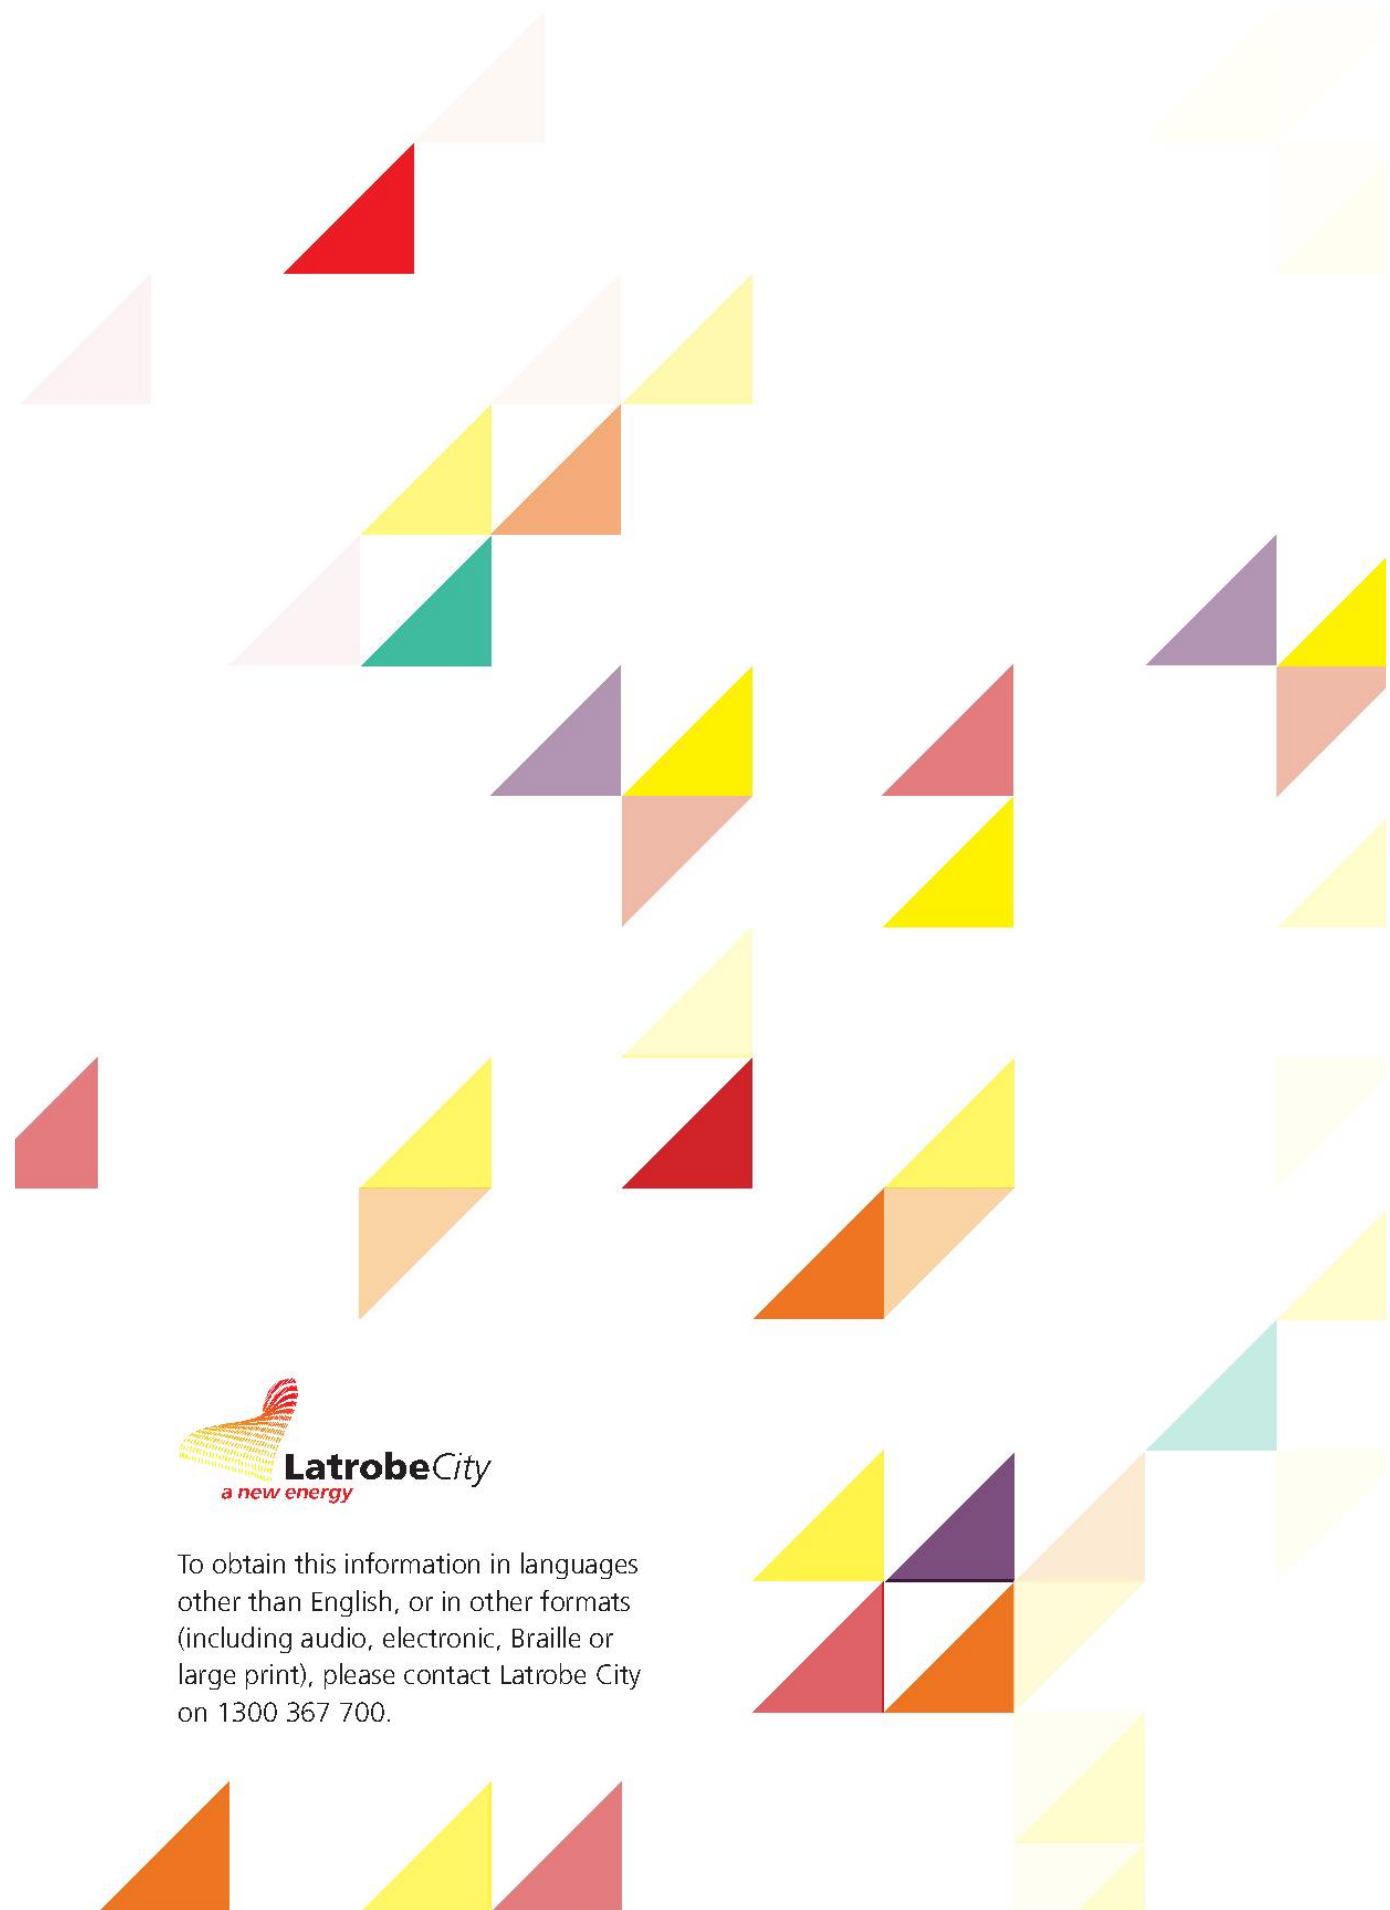 LatrobeCity
a new energy
To obtain this information in languages
other than English, or in other formats
(including audio, electronic, Braille or
large print), please contact Latrobe City
on 1300 367 700.